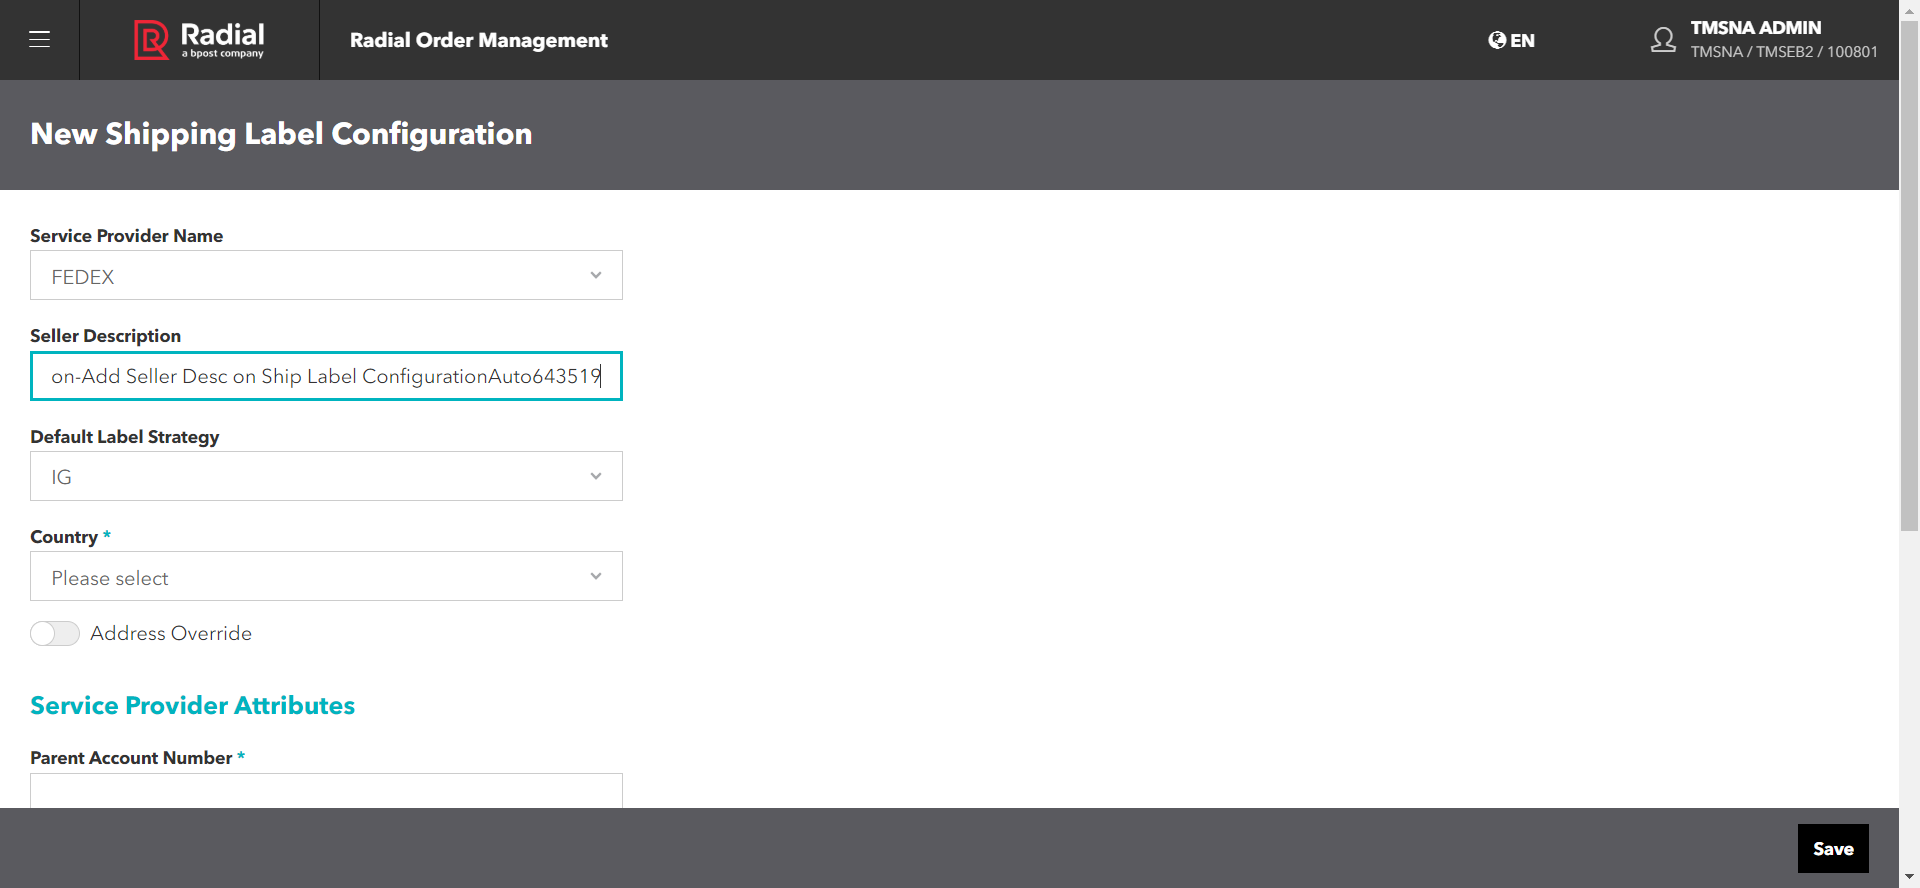 Radial
a bpost company
Radial Order Management
EN
TMSNA ADMIN
TMSNA / TMSEB2 / 100801
New Shipping Label Configuration
Service Provider Name
FEDEX
Seller Description
on-Add Seller Desc on Ship Label ConfigurationAuto643519
Default Label Strategy
IG
Country *
Please select
Address Override
Service Provider Attributes
Parent Account Number *
Save